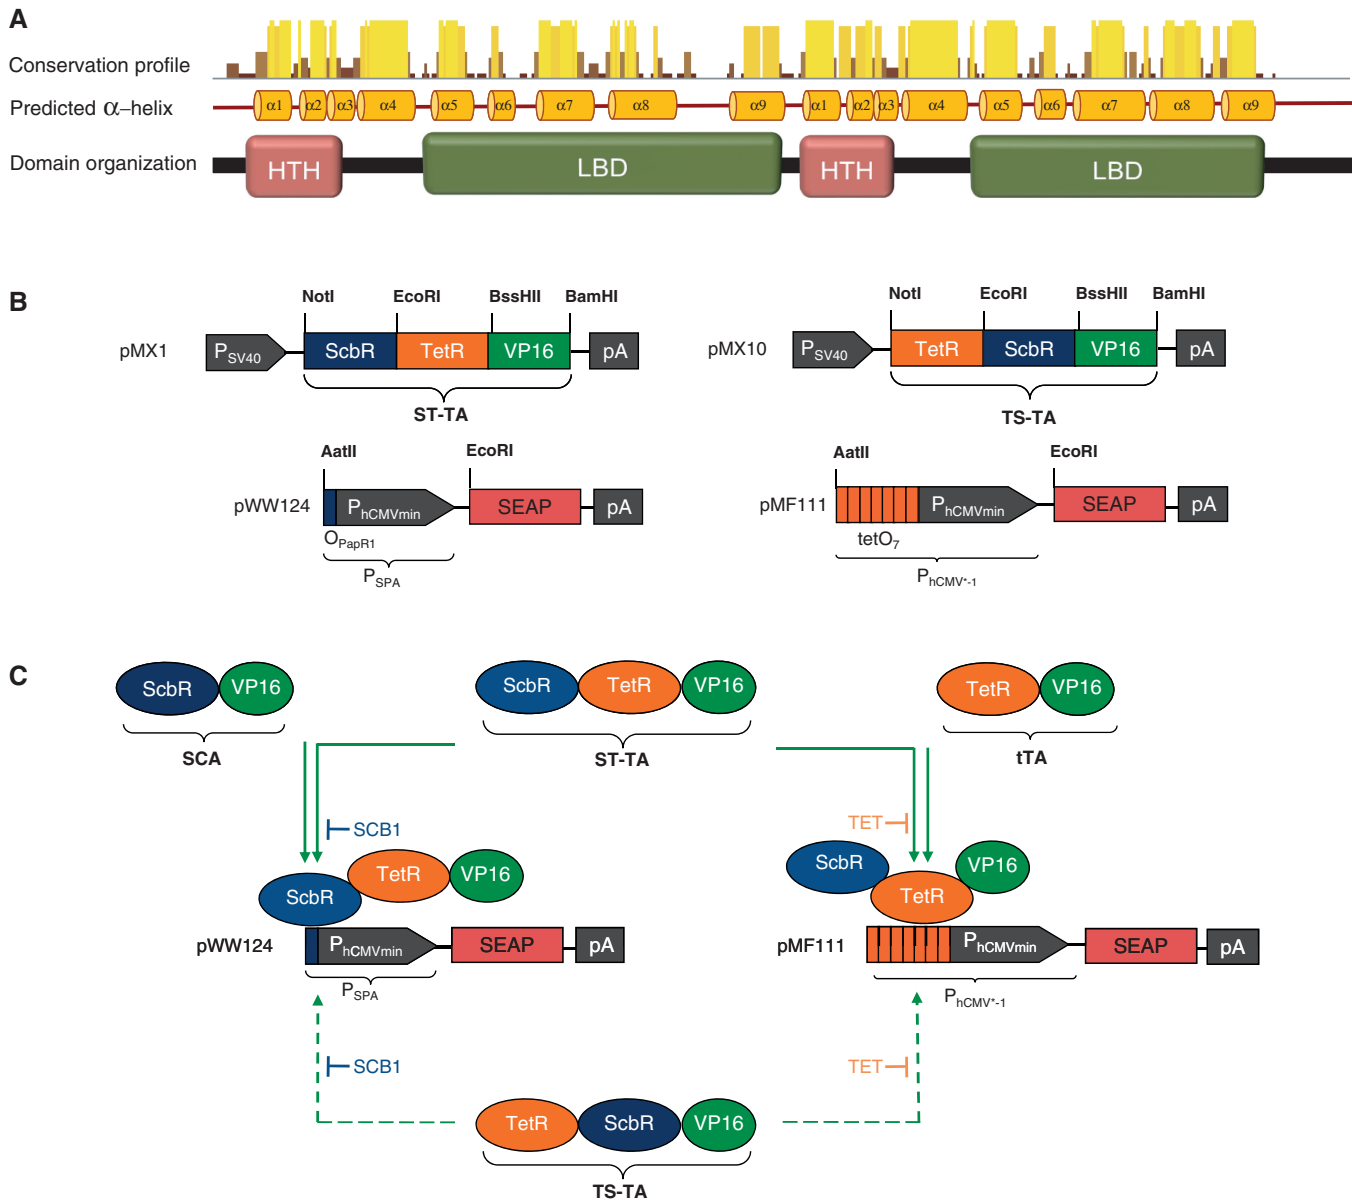 A
Conservation profile
Predicted α–helix
α1 α2 α3 α4 α5 α6 α7 α8 α9 α1 α2 α3 α4 α5 α6 α7 α8 α9
Domain organization
HTH LBD HTH LBD
B
NotI EcoRI BssHII BamHI
pMX1 PSV40 ScbR TetR VP16 pA
ST-TA
NotI EcoRI BssHII BamHI
pMX10 PSV40 TetR ScbR VP16 pA
TS-TA
AatII EcoRI
pWW124 PhCMVmin SEAP pA
OPapR1
PSPA
AatII EcoRI
pMF111 PhCMVmin SEAP pA
tetO7
PhCMV*-1
C
ScbR VP16
SCA
ScbR TetR VP16
ST-TA
TetR VP16
tTA
SCB1
TET
ScbR TetR VP16
ScbR TetR VP16
pWW124 PhCMVmin SEAP pA
PSPA
pMF111 PhCMVmin SEAP pA
PhCMV*-1
SCB1
TET
TetR ScbR VP16
TS-TA